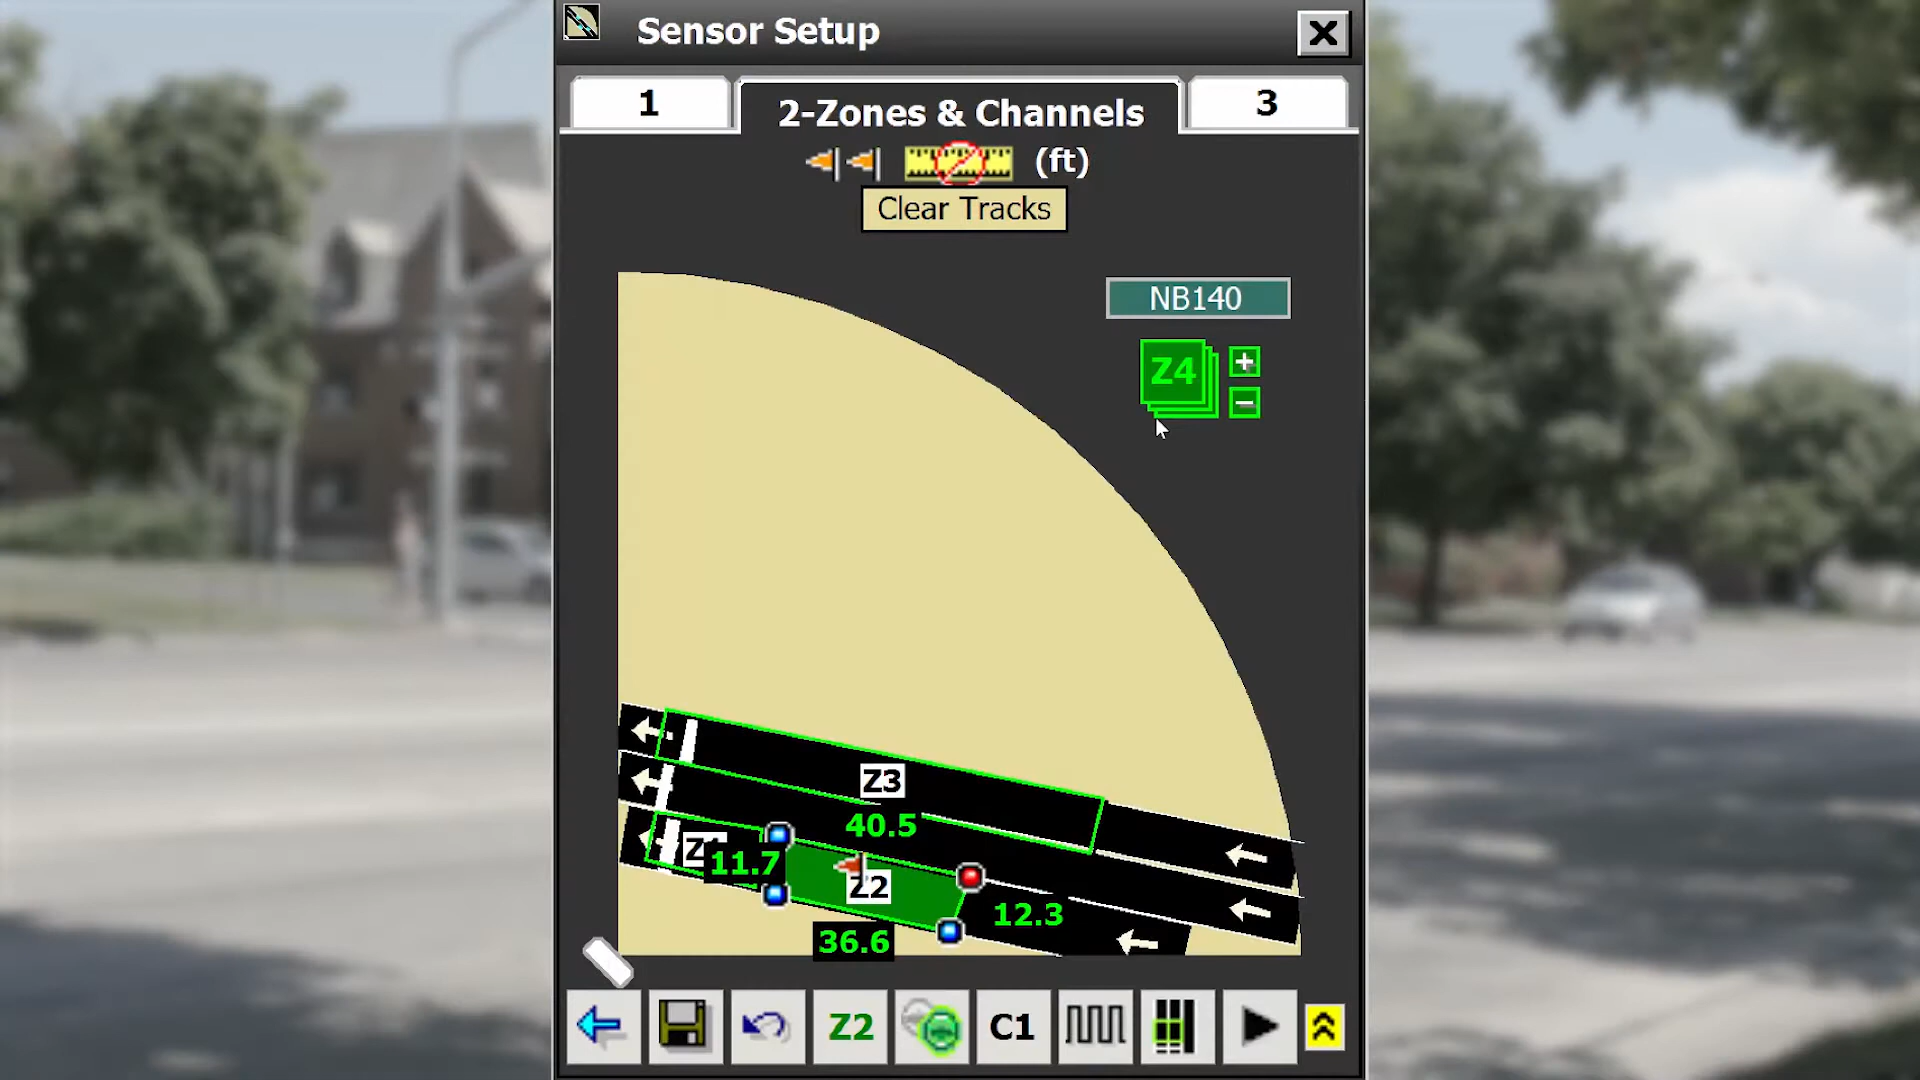 Sensor Setup
1
2-Zones & Channels
3
(ft)
Clear Tracks
NB140
Z4
+
-
Z3
40.5
11.7
Z2
12.3
36.6
Z2
C1